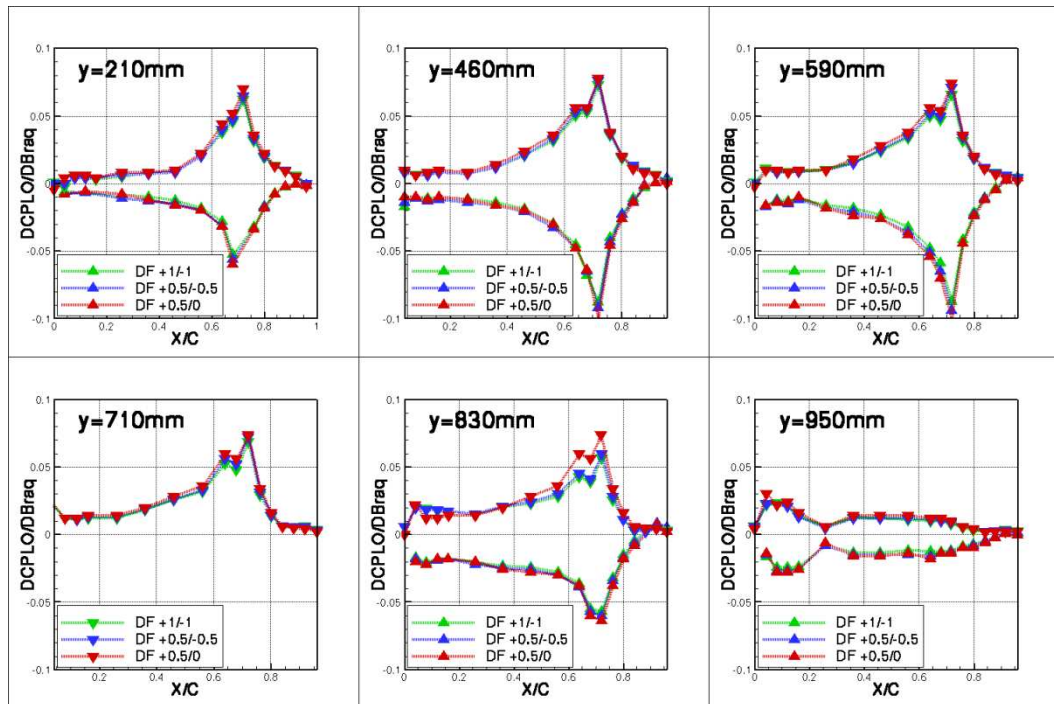 y=210mm
DCPLO/DBraq
0.1
0.05
0
-0.05
-0.1
DF +1/-1
DF +0.5/-0.5
DF +0.5/0
0 0.2 0.4 0.6 0.8 1
X/C
y=460mm
DCPLO/DBraq
0.1
0.05
0
-0.05
-0.1
DF +1/-1
DF +0.5/-0.5
DF +0.5/0
0.2 0.4 0.6 0.8
X/C
y=590mm
DCPLO/DBraq
0.1
0.05
0
-0.05
-0.1
DF +1/-1
DF +0.5/-0.5
DF +0.5/0
0.2 0.4 0.6 0.8
X/C
y=710mm
DCPLO/DBraq
0.1
0.05
0
-0.05
-0.1
DF +1/-1
DF +0.5/-0.5
DF +0.5/0
0.2 0.4 0.6 0.8
X/C
y=830mm
DCPLO/DBraq
0.1
0.05
0
-0.05
-0.1
DF +1/-1
DF +0.5/-0.5
DF +0.5/0
0.2 0.4 0.6 0.8
X/C
y=950mm
DCPLO/DBraq
0.1
0.05
0
-0.05
-0.1
DF +1/-1
DF +0.5/-0.5
DF +0.5/0
0.2 0.4 0.6 0.8
X/C